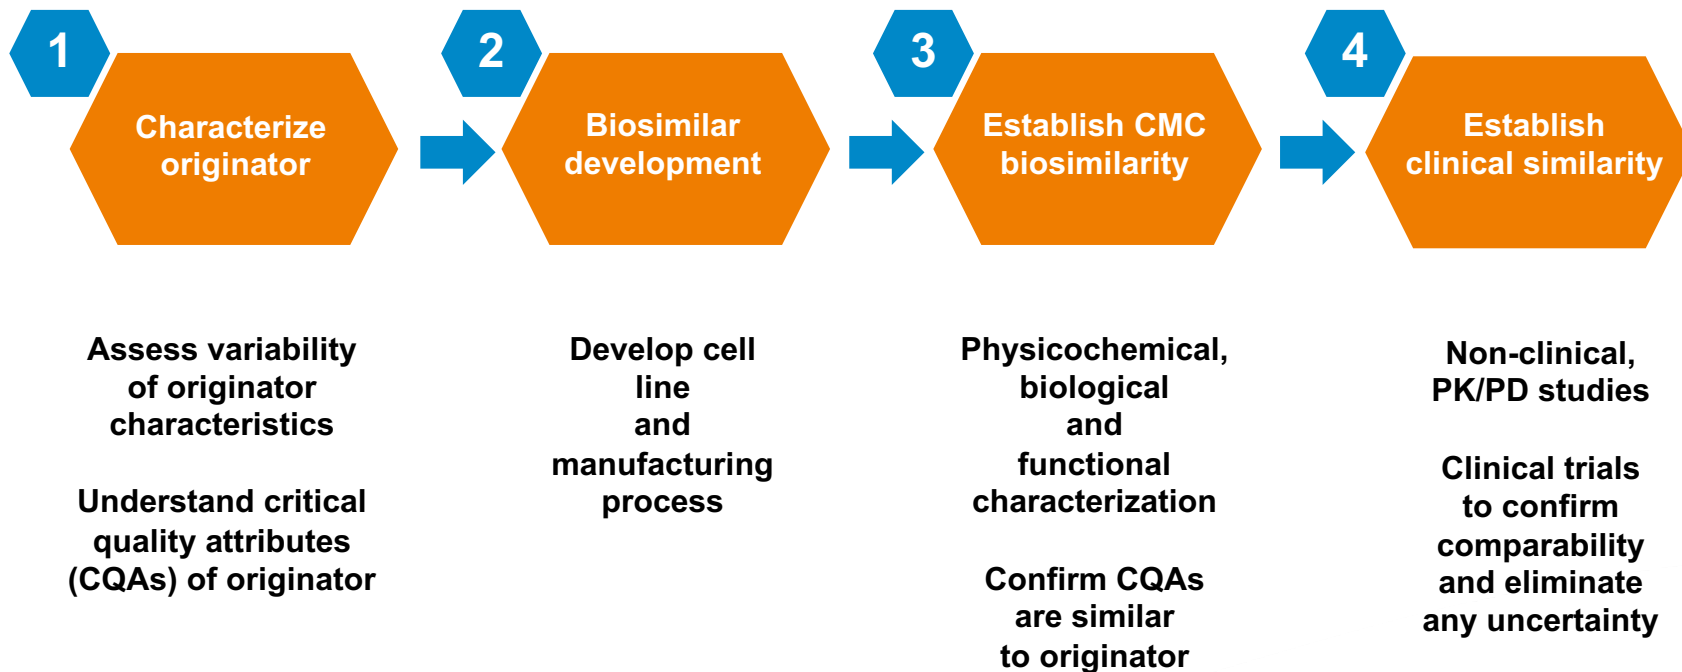 1
Characterize
originator
2
Biosimilar
development
3
Establish CMC
biosimilarity
4
Establish
clinical similarity
Assess variability
of originator
characteristics
Understand critical
quality attributes
(CQAs) of originator
Develop cell
line
and
manufacturing
process
Physicochemical,
biological
and
functional
characterization
Confirm CQAs
are similar
to originator
Non-clinical,
PK/PD studies
Clinical trials
to confirm
comparability
and eliminate
any uncertainty